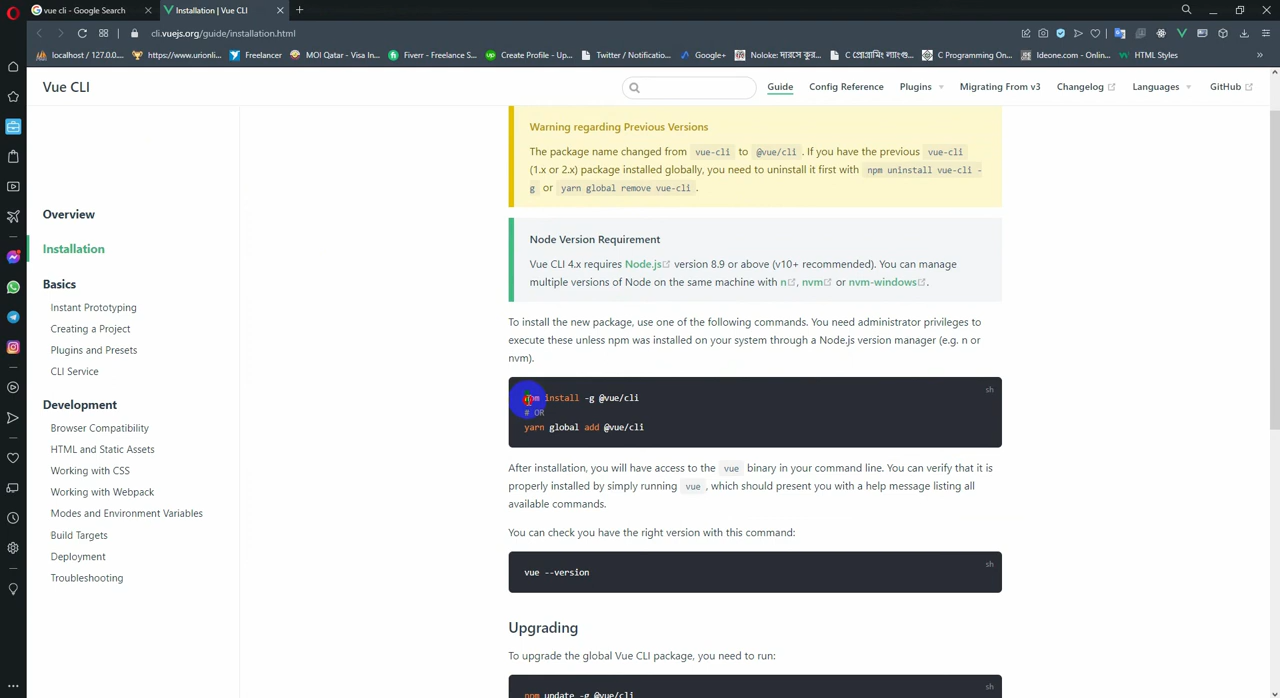 vue cli - Google Search
Installation | Vue CLI
cli.vuejs.org/guide/installation.html
localhost / 127.0.0....
https://www.urionli...
Freelancer
MOI Qatar - Visa In...
Fiverr - Freelance S...
Create Profile - Up...
Twitter / Notificatio...
Google+
C Programming On...
Ideone.com - Onlin...
HTML Styles
Vue CLI
Guide
Config Reference
Plugins
Migrating From v3
Changelog
Languages
GitHub
Overview
Installation
Basics
Instant Prototyping
Creating a Project
Plugins and Presets
CLI Service
Development
Browser Compatibility
HTML and Static Assets
Working with CSS
Working with Webpack
Modes and Environment Variables
Build Targets
Deployment
Troubleshooting
Warning regarding Previous Versions
The package name changed from vue-cli to @vue/cli. If you have the previous vue-cli
(1.x or 2.x) package installed globally, you need to uninstall it first with npm uninstall vue-cli -
g or yarn global remove vue-cli.
Node Version Requirement
Vue CLI 4.x requires Node.js version 8.9 or above (v10+ recommended). You can manage
multiple versions of Node on the same machine with n, nvm or nvm-windows.
To install the new package, use one of the following commands. You need administrator privileges to
execute these unless npm was installed on your system through a Node.js version manager (e.g. n or
nvm).
sh
npm install -g @vue/cli
# OR
yarn global add @vue/cli
After installation, you will have access to the vue binary in your command line. You can verify that it is
properly installed by simply running vue, which should present you with a help message listing all
available commands.
You can check you have the right version with this command:
sh
vue --version
Upgrading
To upgrade the global Vue CLI package, you need to run:
sh
npm update -g @vue/cli